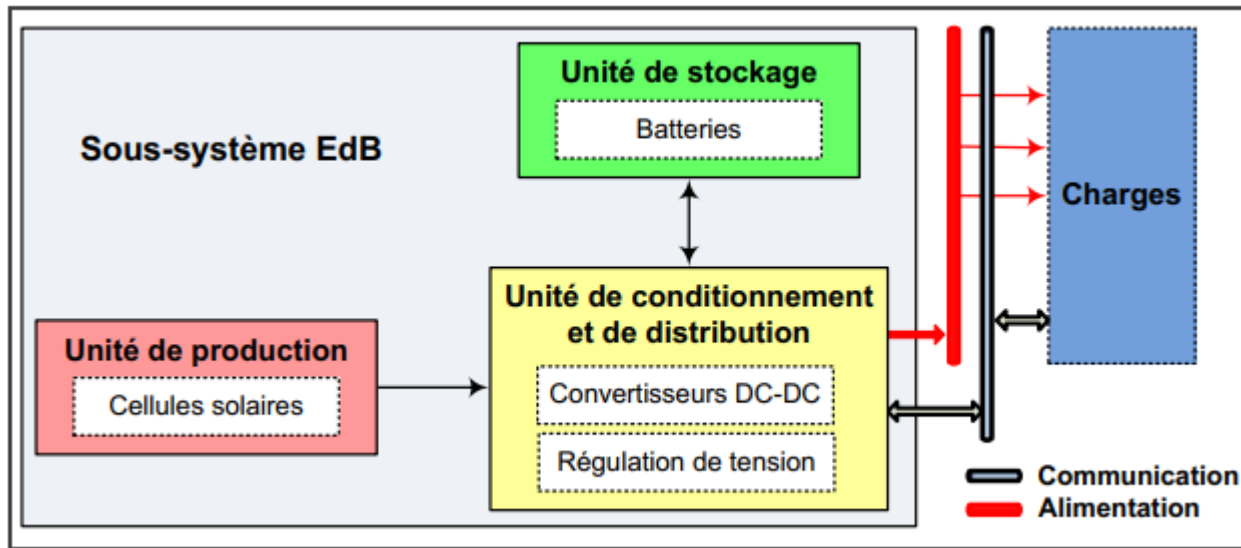 Sous-système EdB
Unité de stockage
Batteries
Charges
Unité de production
Cellules solaires
Unité de conditionnement
et de distribution
Convertisseurs DC-DC
Régulation de tension
Communication
Alimentation